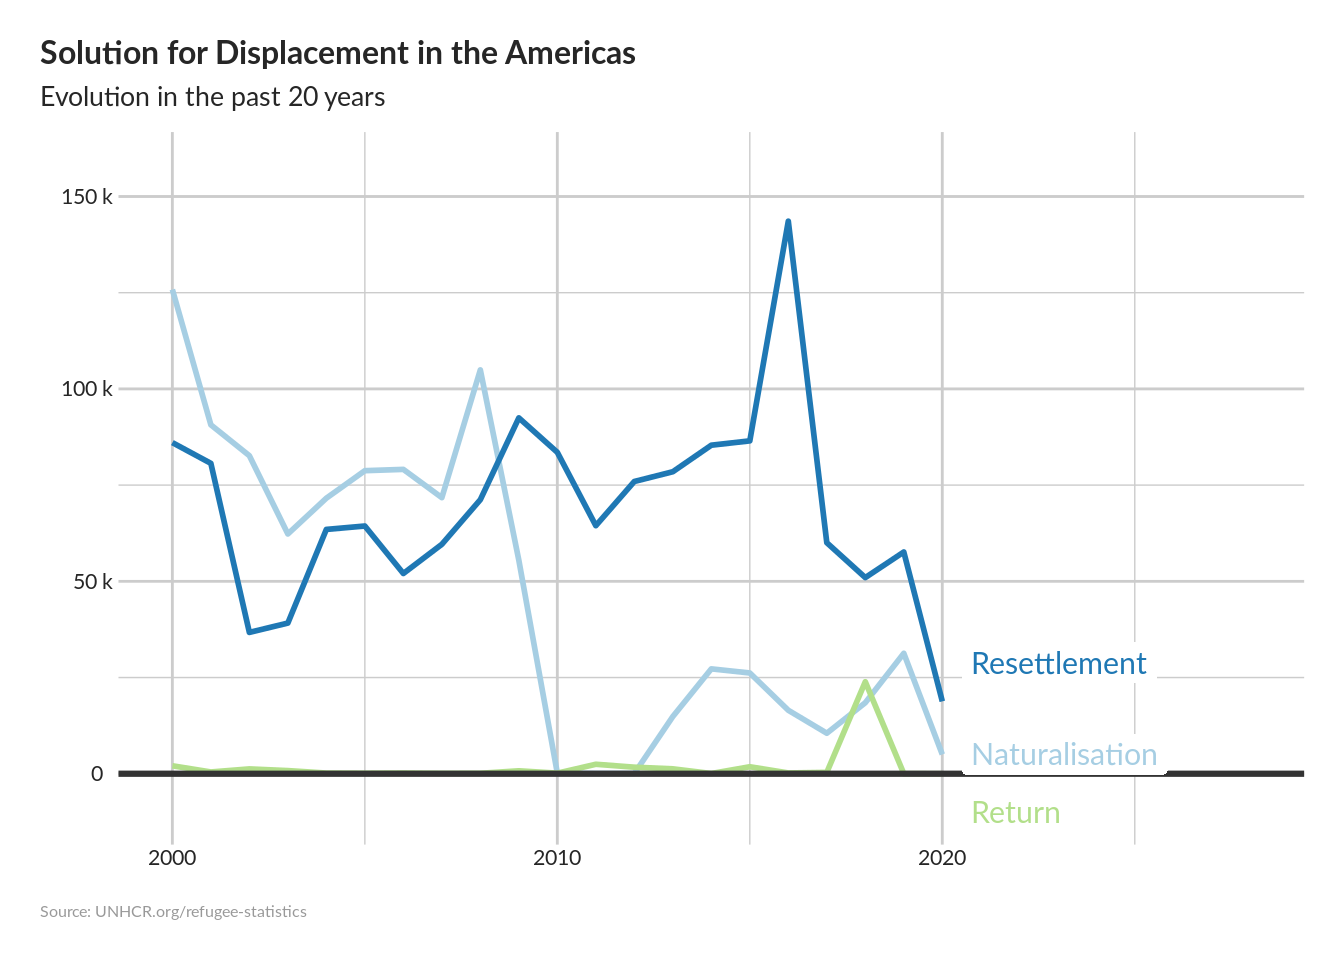 Solution for Displacement in the Americas
Evolution in the past 20 years
150 k
100 k
50 k
0
Resettlement
Naturalisation
Return
2000
2010
2020
Source: UNHCR.org/refugee-statistics